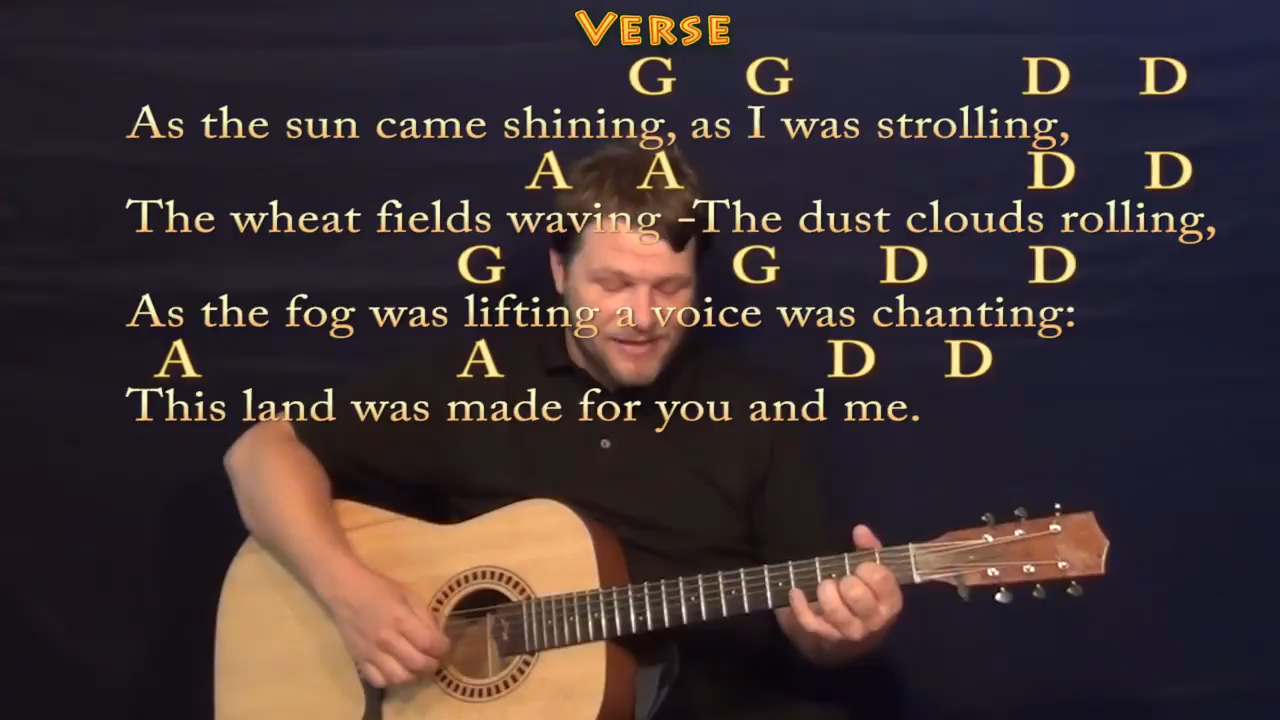 VERSE
G G D D
As the sun came shining, as I was strolling,
A A D D
The wheat fields waving -The dust clouds rolling,
G G D D
As the fog was lifting a voice was chanting:
A A D D
This land was made for you and me.